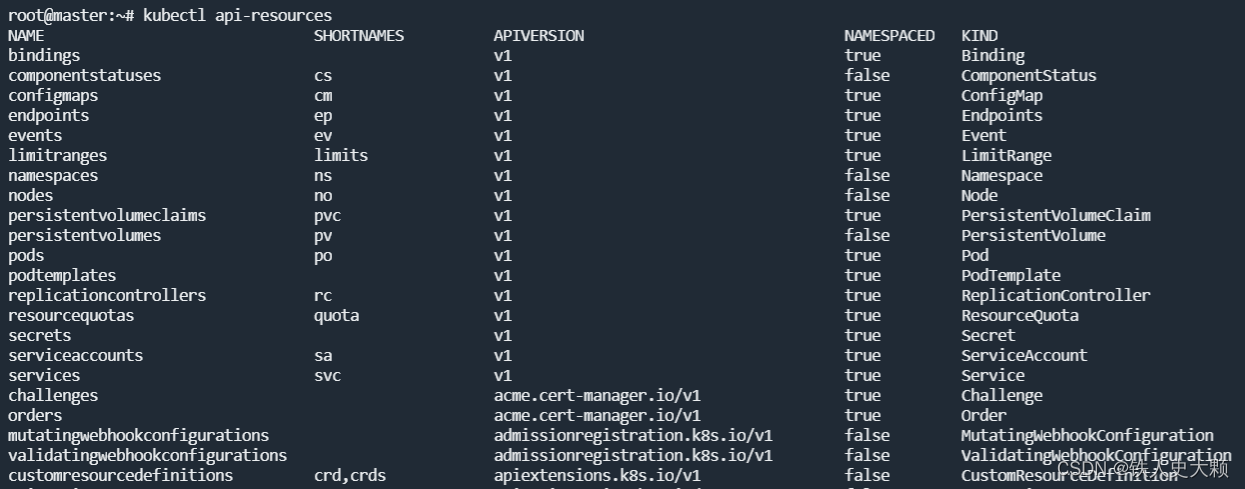 root@master:~# kubectl api-resources
NAME SHORTNAMES APIVERSION NAMESPACED KIND
bindings v1 true Binding
componentstatuses cs v1 false ComponentStatus
configmaps cm v1 true ConfigMap
endpoints ep v1 true Endpoints
events ev v1 true Event
limitranges limits v1 true LimitRange
namespaces ns v1 false Namespace
nodes no v1 false Node
persistentvolumeclaims pvc v1 true PersistentVolumeClaim
persistentvolumes pv v1 false PersistentVolume
pods po v1 true Pod
podtemplates v1 true PodTemplate
replicationcontrollers rc v1 true ReplicationController
resourcequotas quota v1 true ResourceQuota
secrets v1 true Secret
serviceaccounts sa v1 true ServiceAccount
services svc v1 true Service
challenges acme.cert-manager.io/v1 true Challenge
orders acme.cert-manager.io/v1 true Order
mutatingwebhookconfigurations admissionregistration.k8s.io/v1 false MutatingWebhookConfiguration
validatingwebhookconfigurations admissionregistration.k8s.io/v1 false ValidatingWebhookConfiguration
customresourcedefinitions crd,crds apiextensions.k8s.io/v1 false CustomResourceDefinition
CSDN @铁人史大颗